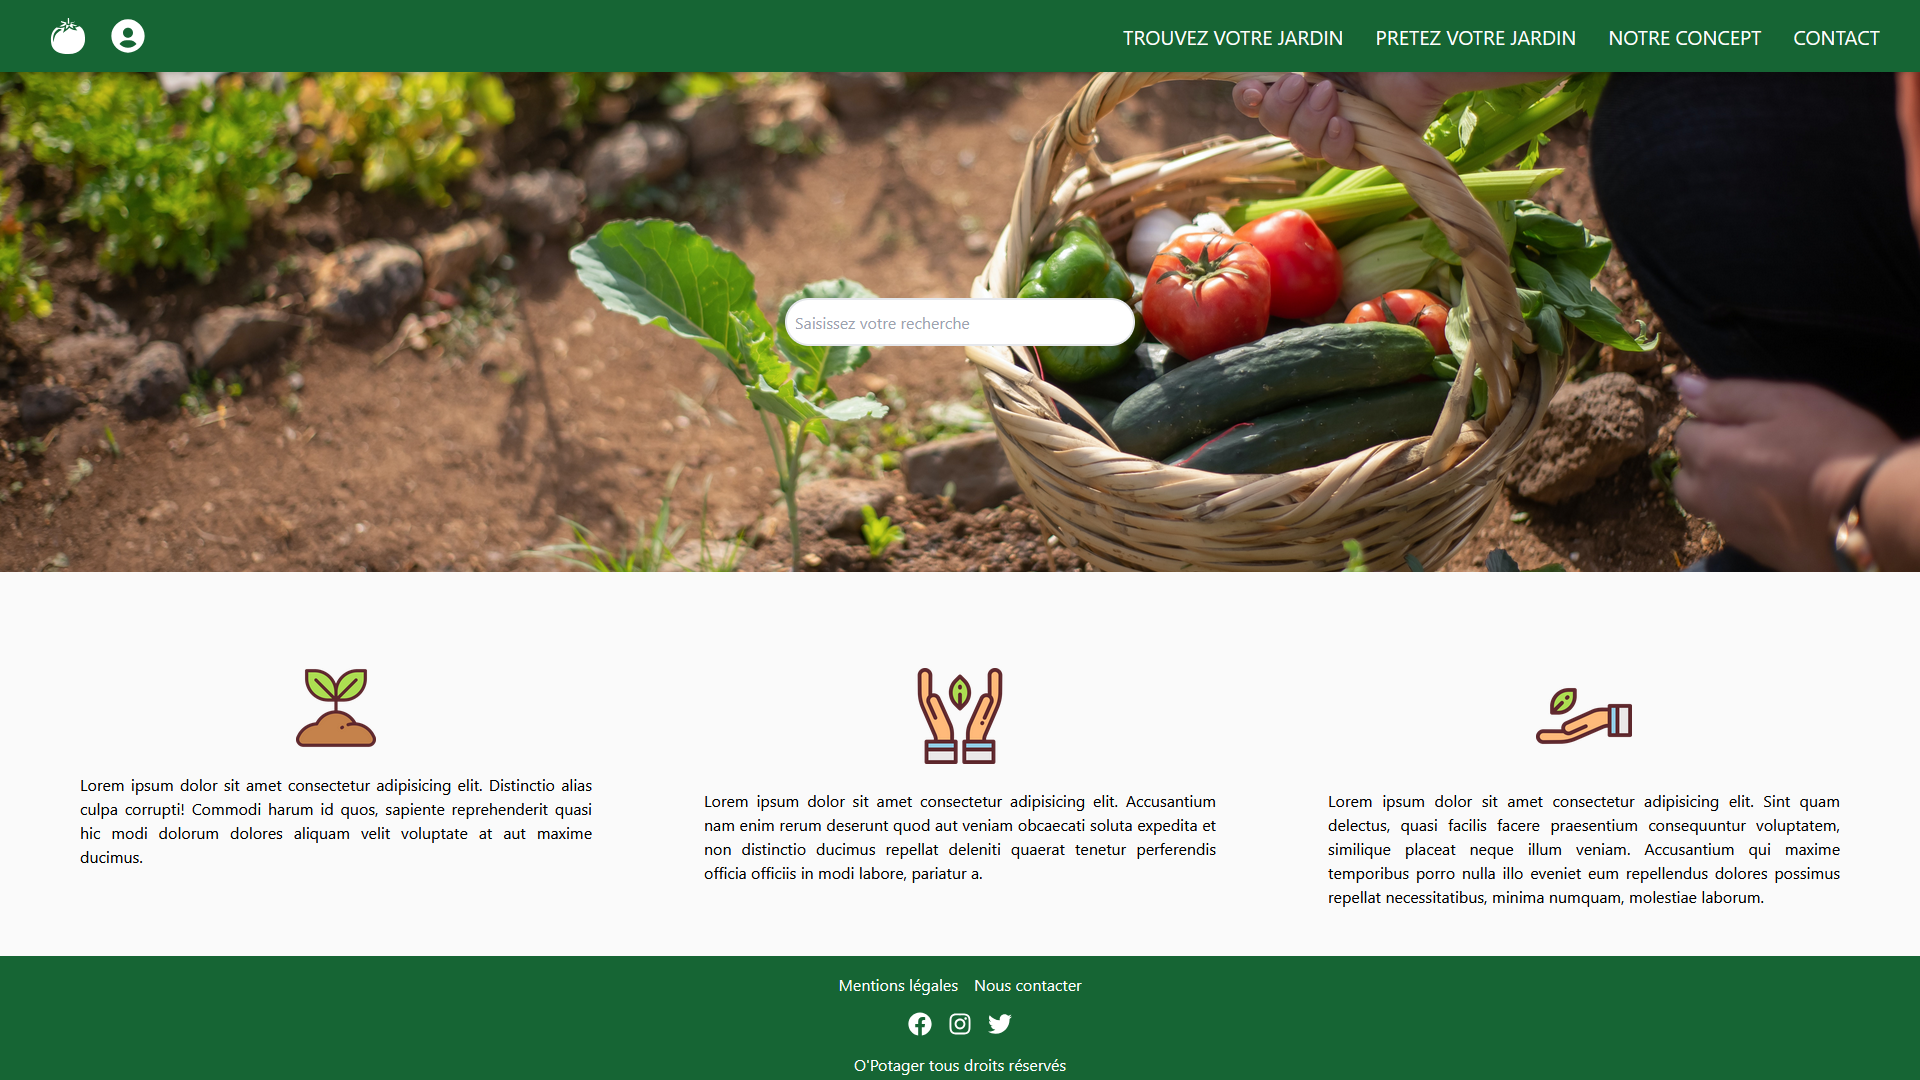 TROUVEZ VOTRE JARDIN PRETEZ VOTRE JARDIN NOTRE CONCEPT CONTACT
Saisissez votre recherche
Lorem ipsum dolor sit amet consectetur adipisicing elit. Distinctio alias
culpa corrupti! Commodi harum id quos, sapiente reprehenderit quasi
hic modi dolorum dolores aliquam velit voluptate at aut maxime
ducimus.
Lorem ipsum dolor sit amet consectetur adipisicing elit. Accusantium
nam enim rerum deserunt quod aut veniam obcaecati soluta expedita et
non distinctio ducimus repellat deleniti quaerat tenetur perferendis
officia officiis in modi labore, pariatur a.
Lorem ipsum dolor sit amet consectetur adipisicing elit. Sint quam
delectus, quasi facilis facere praesentium consequuntur voluptatem,
similique placeat neque illum veniam. Accusantium qui maxime
temporibus porro nulla illo eveniet eum repellendus dolores possimus
repellat necessitatibus, minima numquam, molestiae laborum.
Mentions légales Nous contacter
O'Potager tous droits réservés